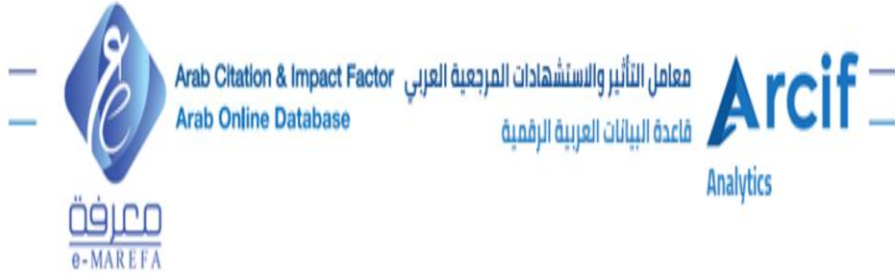 Arab Citation & Impact Factor
Arab Online Database
معامل التأثير والاستشهادات المرجعية العربي
قاعدة البيانات العربية الرقمية
Arcif
Analytics
معرفة
e-MAREFA